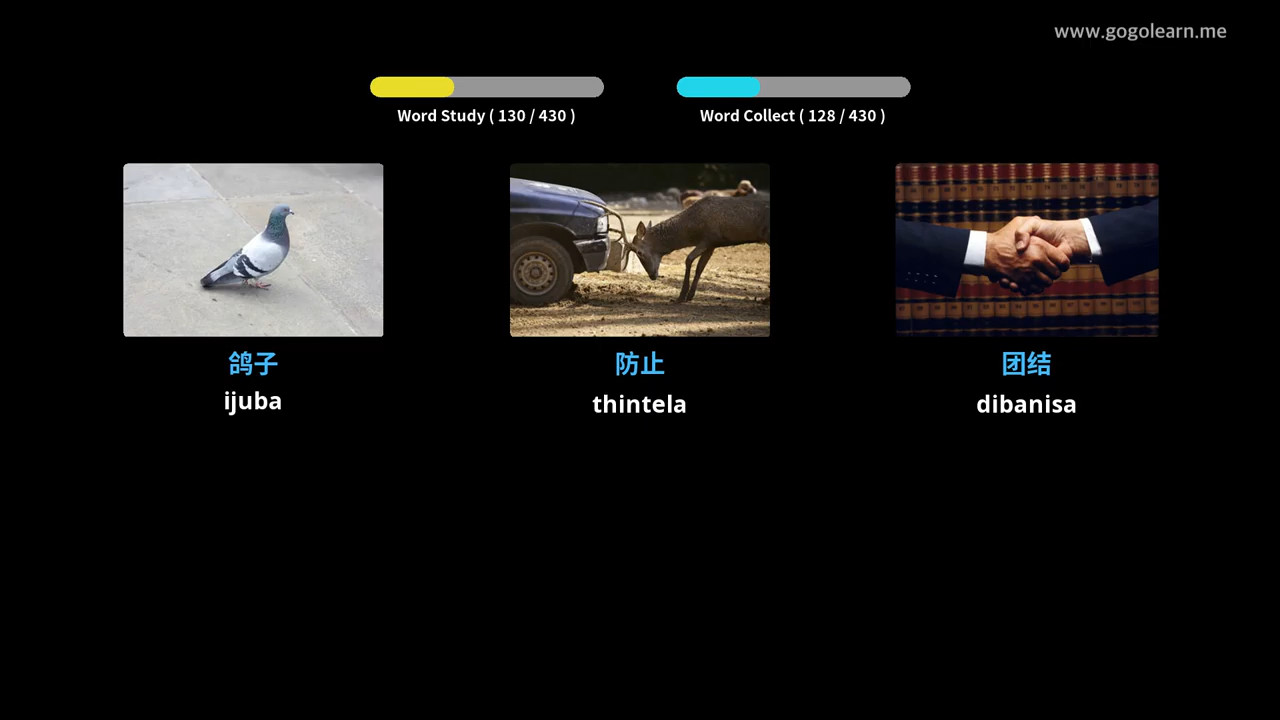 www.gogolearn.me
Word Study ( 130 / 430 )
Word Collect ( 128 / 430 )
鸽子
防止
团结
ijuba
thintela
dibanisa